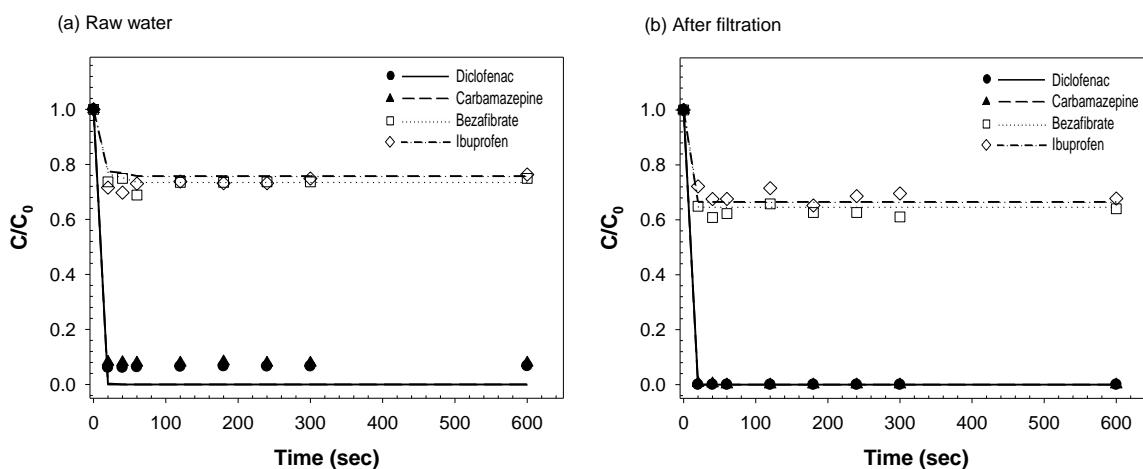 (a) Raw water
Diclofenac
Carbamazepine
Bezafibrate
Ibuprofen
1.0
0.8
0.6
0.4
0.2
0.0
C/C0
0 100 200 300 400 500 600
Time (sec)
(b) After filtration
Diclofenac
Carbamazepine
Bezafibrate
Ibuprofen
1.0
0.8
0.6
0.4
0.2
0.0
C/C0
0 100 200 300 400 500 600
Time (sec)